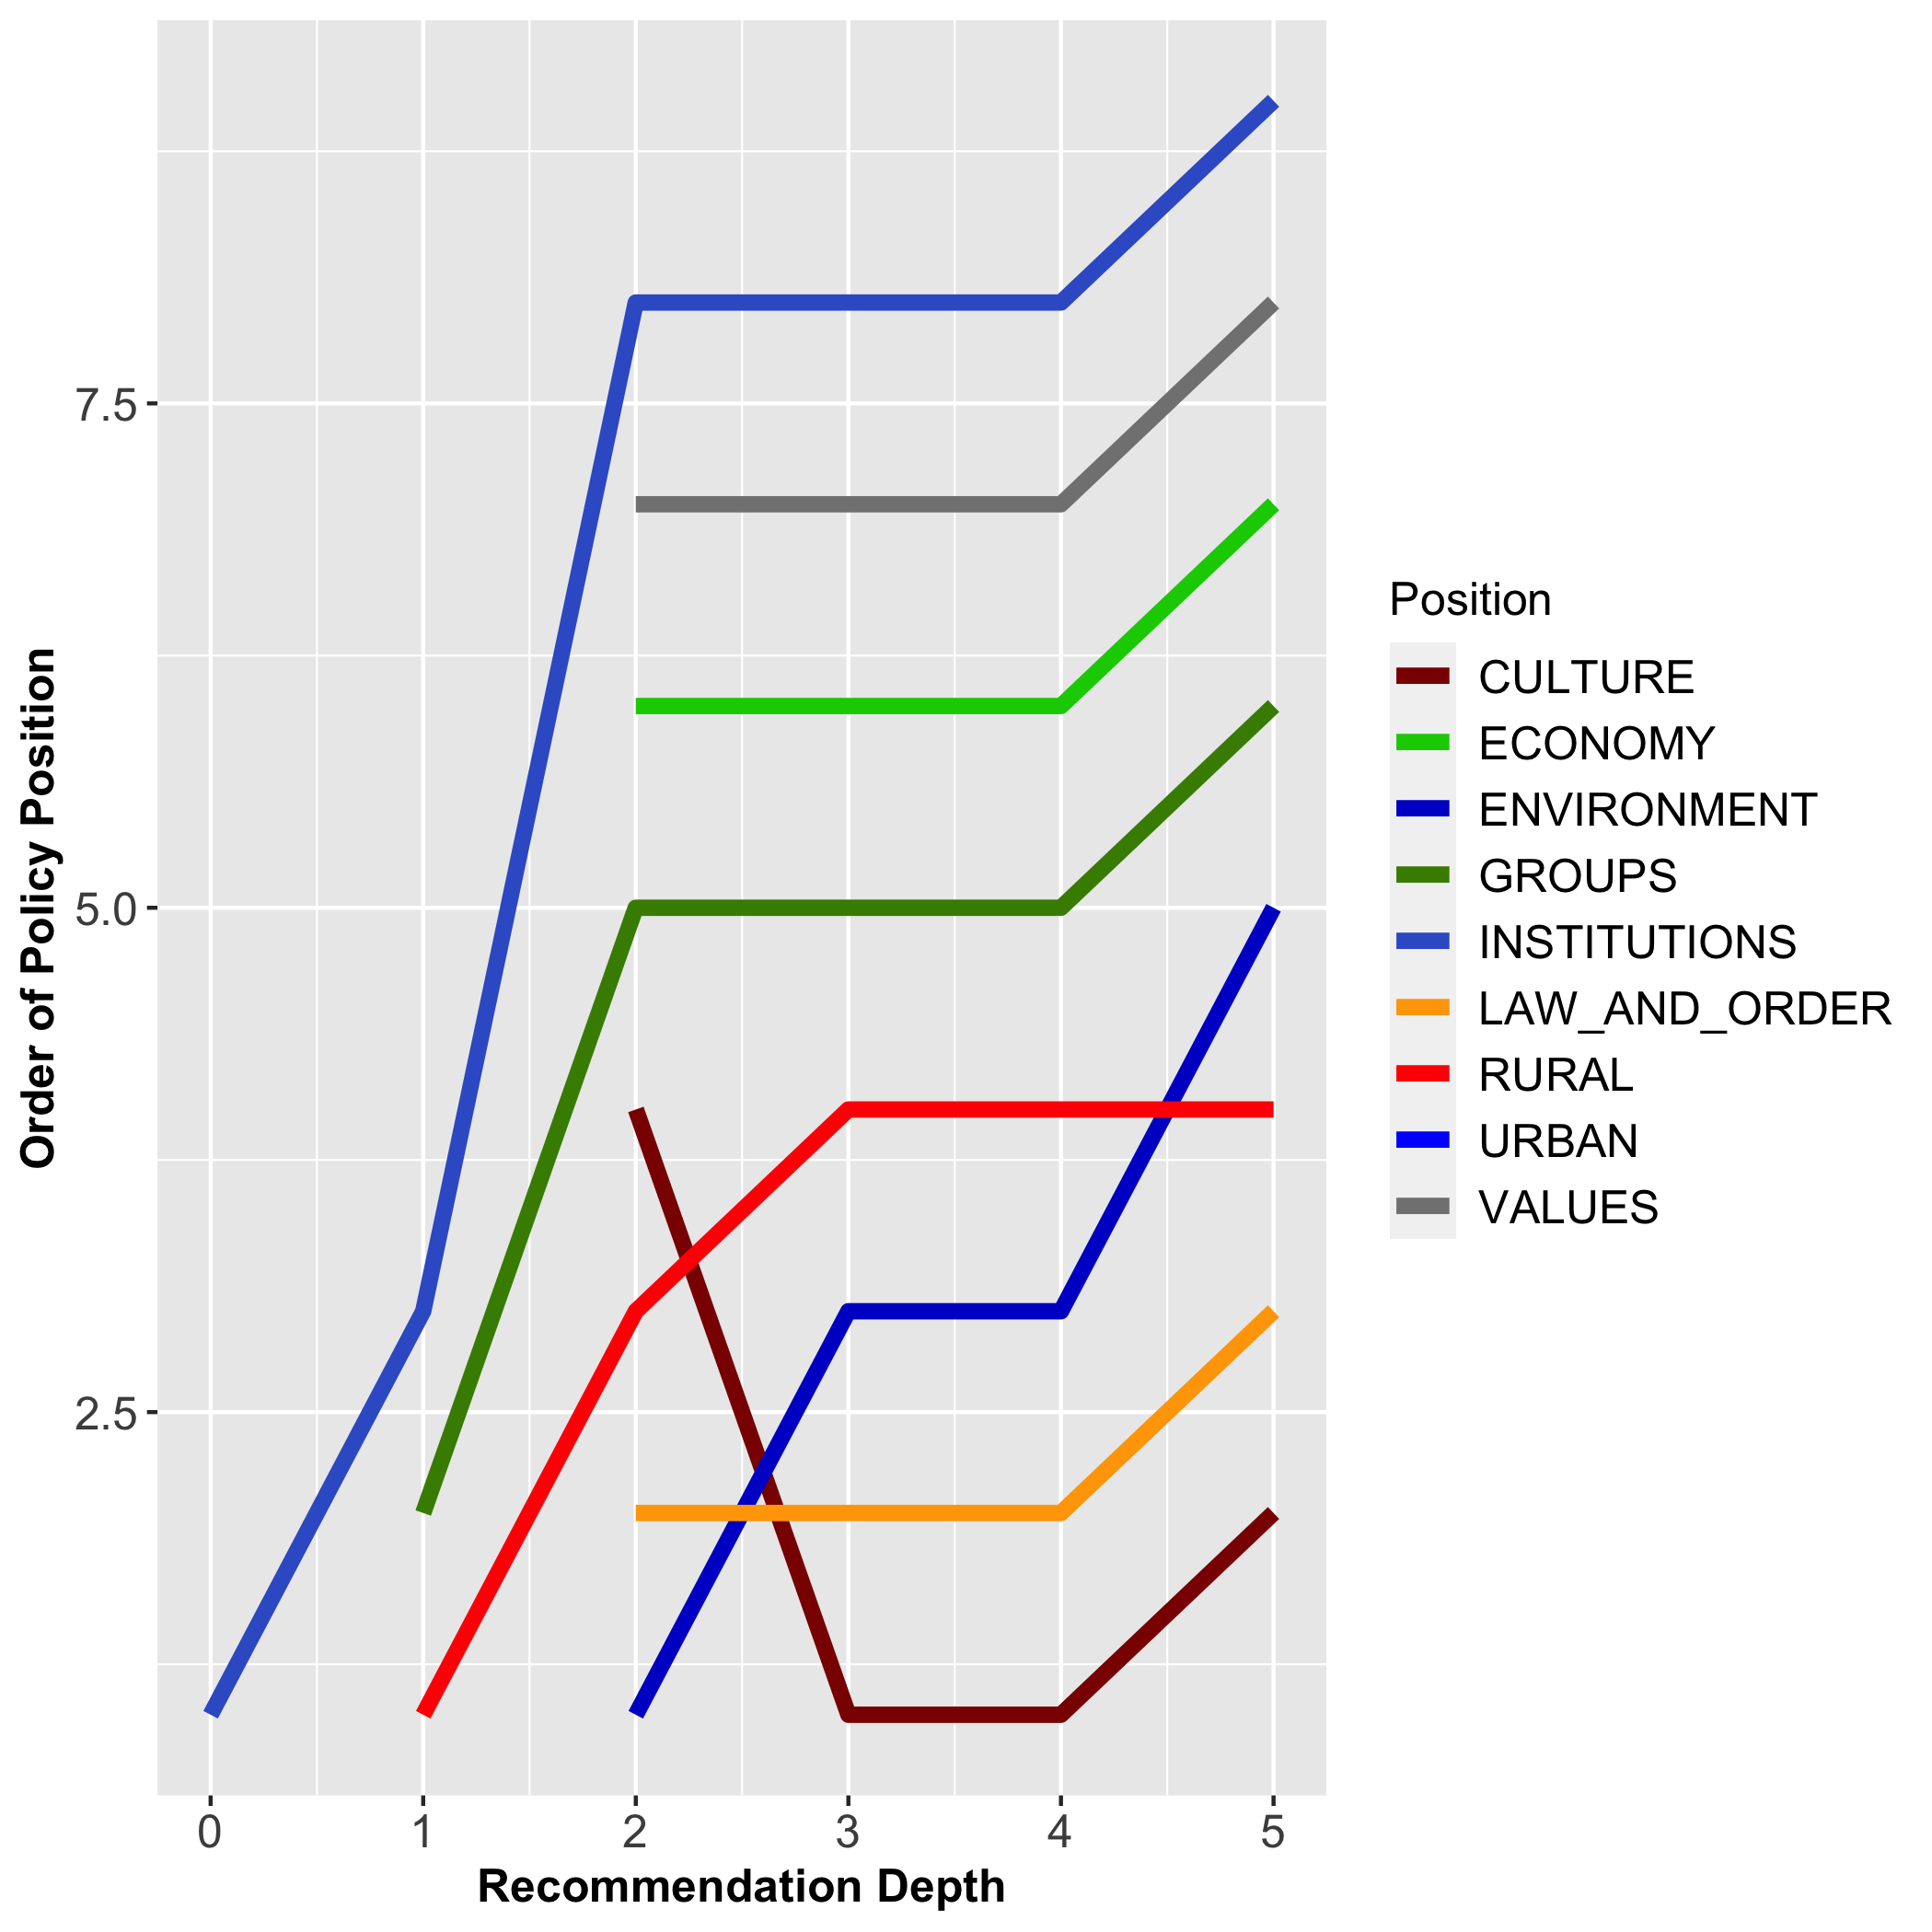 Order of Policy Position
7.5
5.0
2.5
0 1 2 3 4 5
Recommendation Depth
Position
CULTURE
ECONOMY
ENVIRONMENT
GROUPS
INSTITUTIONS
LAW_AND_ORDER
RURAL
URBAN
VALUES